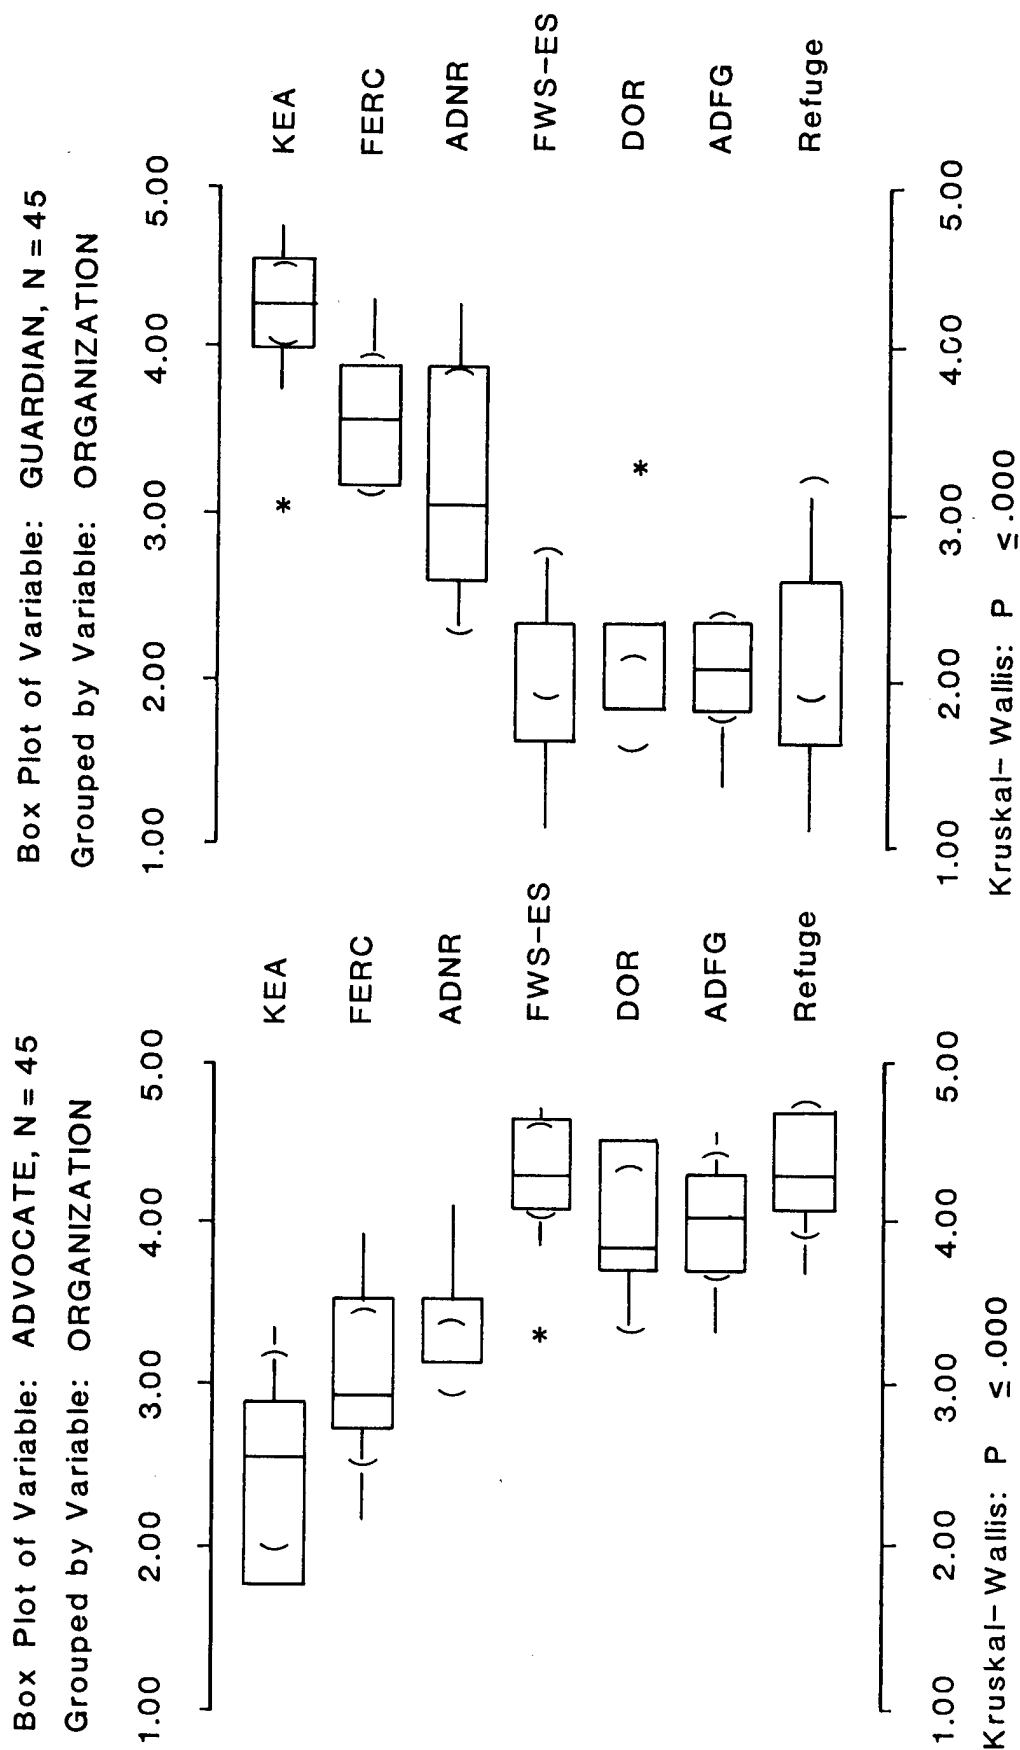 Box Plot of Variable: ADVOCATE, N = 45
Grouped by Variable: ORGANIZATION
1.00 2.00 3.00 4.00 5.00
KEA
FERC
*
ADNR
FWS-ES
DOR
ADFG
Refuge
1.00 2.00 3.00 4.00 5.00
Kruskal-Wallis: P ≤ .000
Box Plot of Variable: GUARDIAN, N = 45
Grouped by Variable: ORGANIZATION
1.00 2.00 3.00 4.00 5.00
KEA
FERC
ADNR
FWS-ES
DOR
ADFG
Refuge
1.00 2.00 3.00 4.00 5.00
Kruskal-Wallis: P ≤ .000